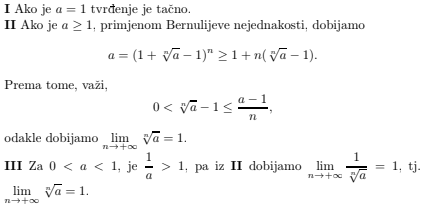 I Ako je a = 1 tvrđenje je tačno.
II Ako je a ≥ 1, primjenom Bernulijeve nejednakosti, dobijamo
a = (1 + ⁿ√a − 1)ⁿ ≥ 1 + n(ⁿ√a − 1).
Prema tome, važi,
0 < ⁿ√a − 1 ≤ (a − 1)/n,
odakle dobijamo lim_{n→+∞} ⁿ√a = 1.
III Za 0 < a < 1, je 1/a > 1, pa iz II dobijamo lim_{n→+∞} 1/ⁿ√a = 1, tj.
lim_{n→+∞} ⁿ√a = 1.